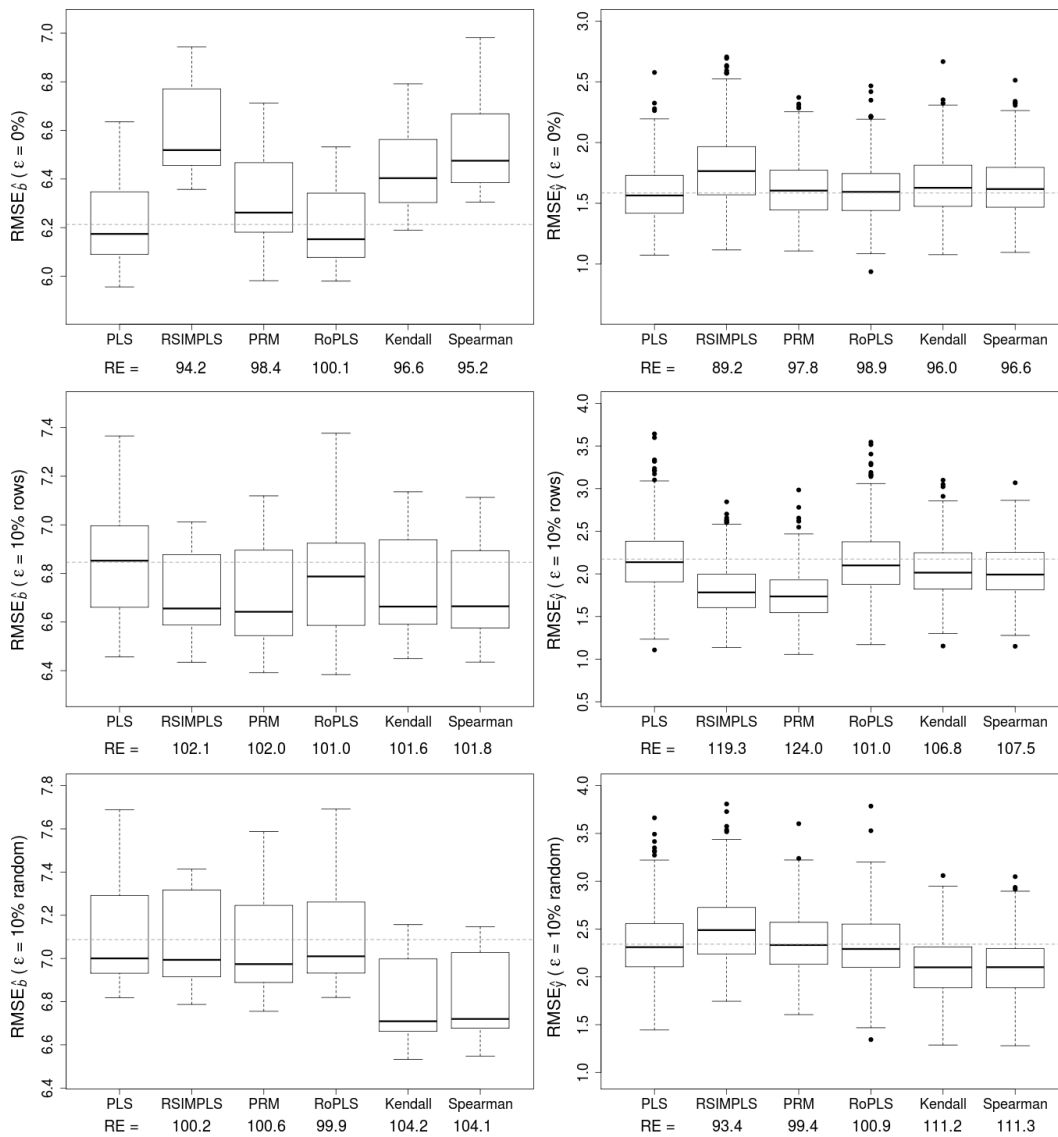 RMSE_b̂ ( ε = 0%)
7.0
6.8
6.6
6.4
6.2
6.0
PLS RSIMPLS PRM RoPLS Kendall Spearman
RE = 94.2 98.4 100.1 96.6 95.2
RMSE_ŷ ( ε = 0%)
3.0
2.5
2.0
1.5
1.0
PLS RSIMPLS PRM RoPLS Kendall Spearman
89.2 97.8 98.9 96.0 96.6
RMSE_b̂ ( ε = 10% rows)
7.4
7.2
7.0
6.8
6.6
6.4
PLS RSIMPLS PRM RoPLS Kendall Spearman
RE = 102.1 102.0 101.0 101.6 101.8
RMSE_ŷ ( ε = 10% rows)
4.0
3.5
3.0
2.5
2.0
1.5
1.0
0.5
PLS RSIMPLS PRM RoPLS Kendall Spearman
RE = 119.3 124.0 101.0 106.8 107.5
RMSE_b̂ ( ε = 10% random)
7.8
7.6
7.4
7.2
7.0
6.8
6.6
6.4
PLS RSIMPLS PRM RoPLS Kendall Spearman
RE = 100.2 100.6 99.9 104.2 104.1
RMSE_ŷ ( ε = 10% random)
4.0
3.5
3.0
2.5
2.0
1.5
1.0
PLS RSIMPLS PRM RoPLS Kendall Spearman
RE = 93.4 99.4 100.9 111.2 111.3